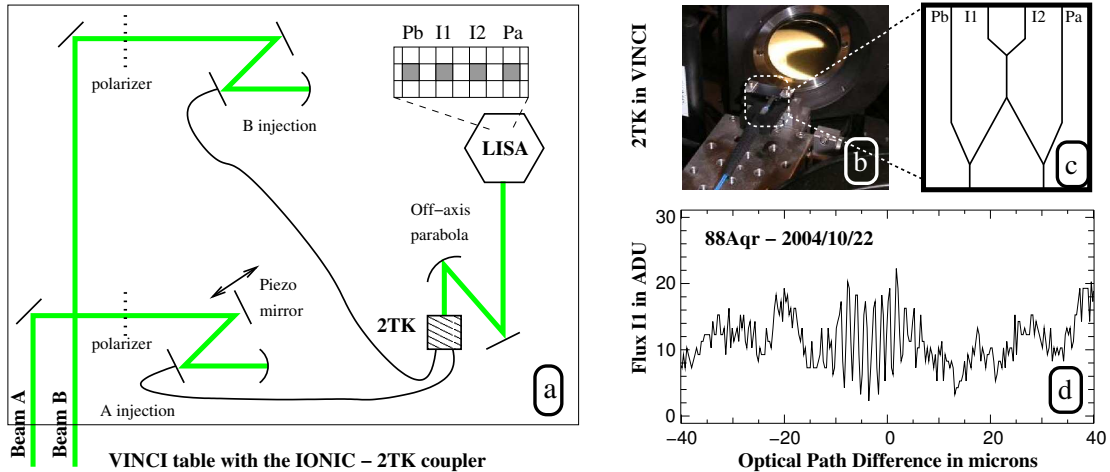 Pb I1 I2 Pa
polarizer
B injection
LISA
Off−axis
parabola
Piezo
mirror
2TK
polarizer
A injection
Beam A
Beam B
a
VINCI table with the IONIC − 2TK coupler
2TK in VINCI
b
Pb I1 I2 Pa
c
Flux I1 in ADU
30
20
10
0
88Aqr − 2004/10/22
d
−40 −20 0 20 40
Optical Path Difference in microns